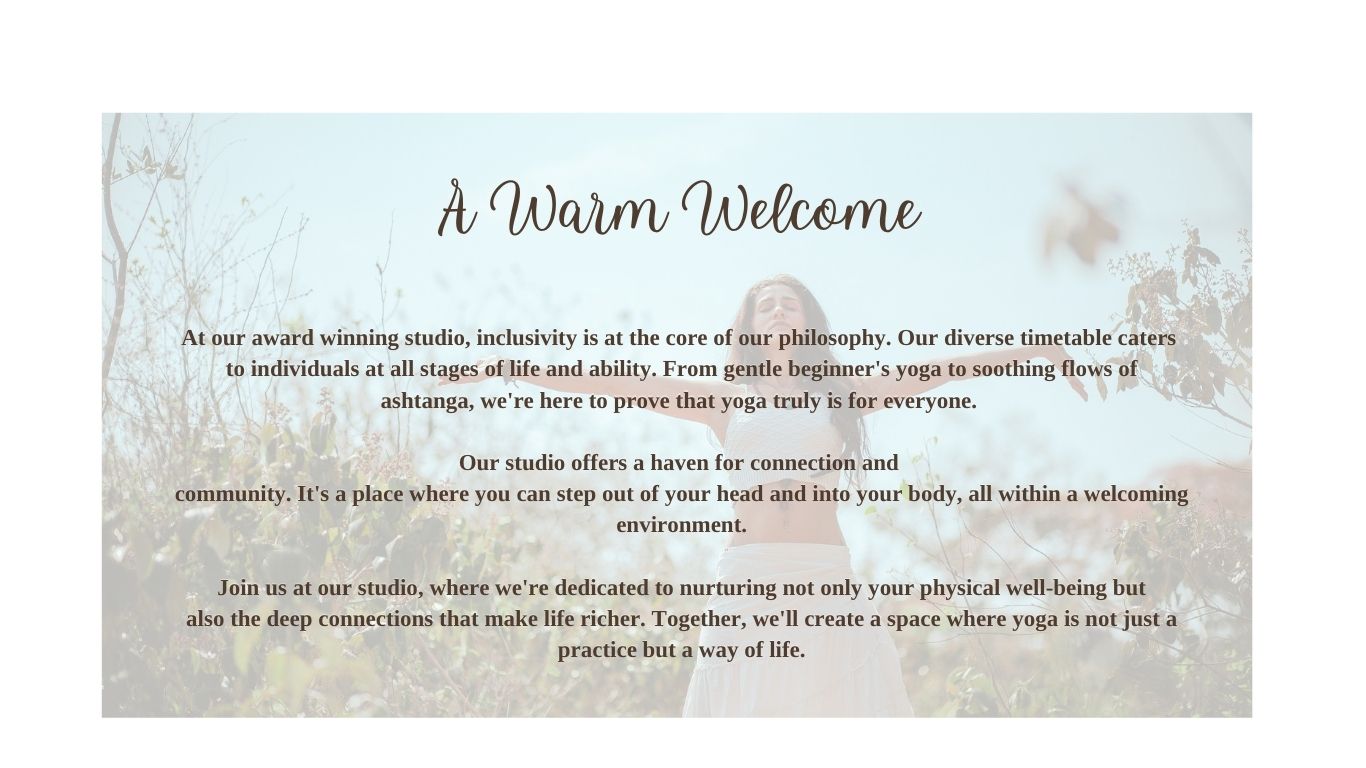 A Warm Welcome
At our award winning studio, inclusivity is at the core of our philosophy. Our diverse timetable caters
to individuals at all stages of life and ability. From gentle beginner's yoga to soothing flows of
ashtanga, we're here to prove that yoga truly is for everyone.
Our studio offers a haven for connection and
community. It's a place where you can step out of your head and into your body, all within a welcoming
environment.
Join us at our studio, where we're dedicated to nurturing not only your physical well-being but
also the deep connections that make life richer. Together, we'll create a space where yoga is not just a
practice but a way of life.